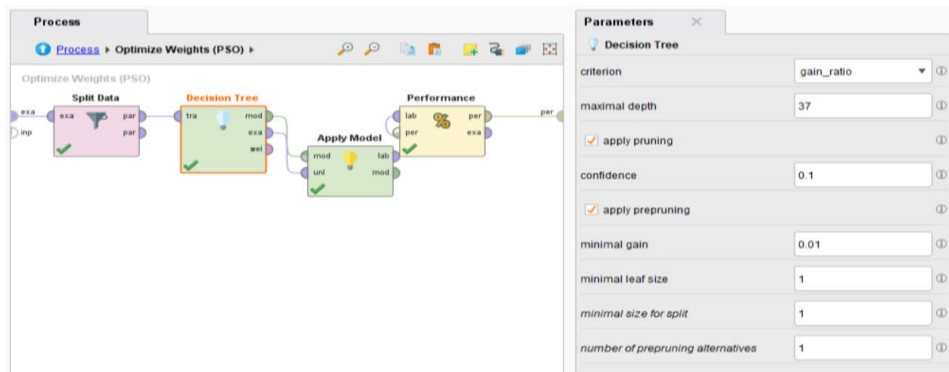 Process
Process ▸ Optimize Weights (PSO) ▸
Optimize Weights (PSO)
Split Data
exa
inp
exa
par
par
Decision Tree
tra
mod
exa
wei
Apply Model
mod
unl
lab
mod
Performance
lab
per
per
exa
per
Parameters
Decision Tree
criterion
gain_ratio
maximal depth
37
apply pruning
confidence
0.1
apply prepruning
minimal gain
0.01
minimal leaf size
1
minimal size for split
1
number of prepruning alternatives
1